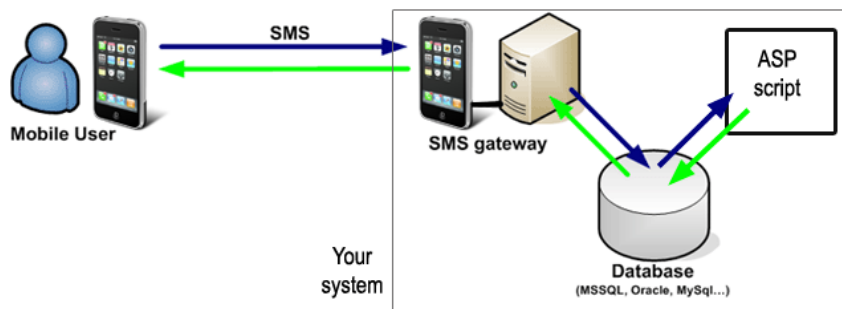 SMS
Mobile User
SMS gateway
ASP
script
Your
system
Database
(MSSQL, Oracle, MySql...)